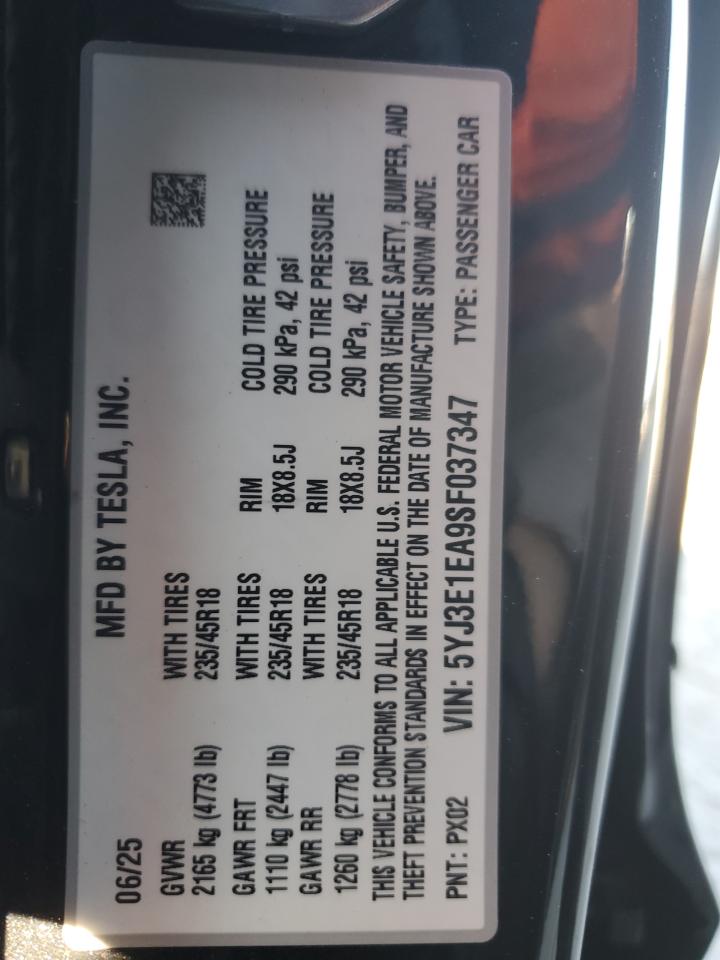 06/25 MFD BY TESLA, INC.
GVWR WITH TIRES
2165 kg (4773 lb) 235/45R18
GAWR FRT WITH TIRES RIM COLD TIRE PRESSURE
1110 kg (2447 lb) 235/45R18 18X8.5J 290 kPa, 42 psi
GAWR RR WITH TIRES RIM COLD TIRE PRESSURE
1260 kg (2778 lb) 235/45R18 18X8.5J 290 kPa, 42 psi
THIS VEHICLE CONFORMS TO ALL APPLICABLE U.S. FEDERAL MOTOR VEHICLE SAFETY, BUMPER, AND
THEFT PREVENTION STANDARDS IN EFFECT ON THE DATE OF MANUFACTURE SHOWN ABOVE.
PNT: PX02 VIN: 5YJ3E1EA9SF037347 TYPE: PASSENGER CAR